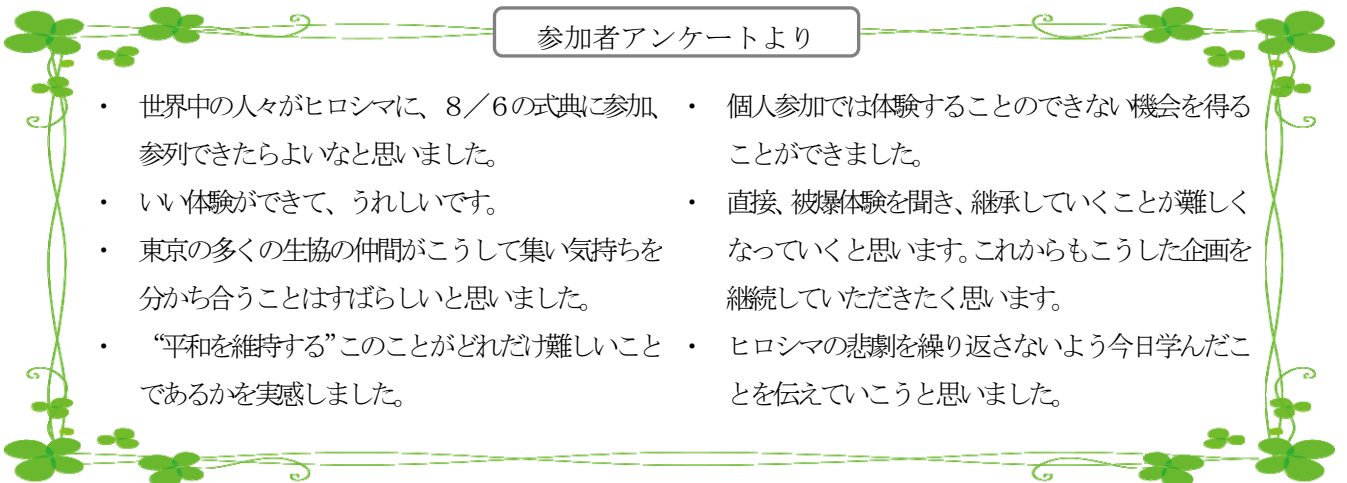 参加者アンケートより
・ 世界中の人々がヒロシマに、８／６の式典に参加、
参列できたらよいなと思いました。
・ いい体験ができて、うれしいです。
・ 東京の多くの生協の仲間がこうして集い気持ちを
分かち合うことはすばらしいと思いました。
・ “平和を維持する”このことがどれだけ難しいこと
であるかを実感しました。
・ 個人参加では体験することのできない機会を得る
ことができました。
・ 直接、被爆体験を聞き、継承していくことが難しく
なっていくと思います。これからもこうした企画を
継続していただきたく思います。
・ ヒロシマの悲劇を繰り返さないよう今日学んだこ
とを伝えていこうと思いました。